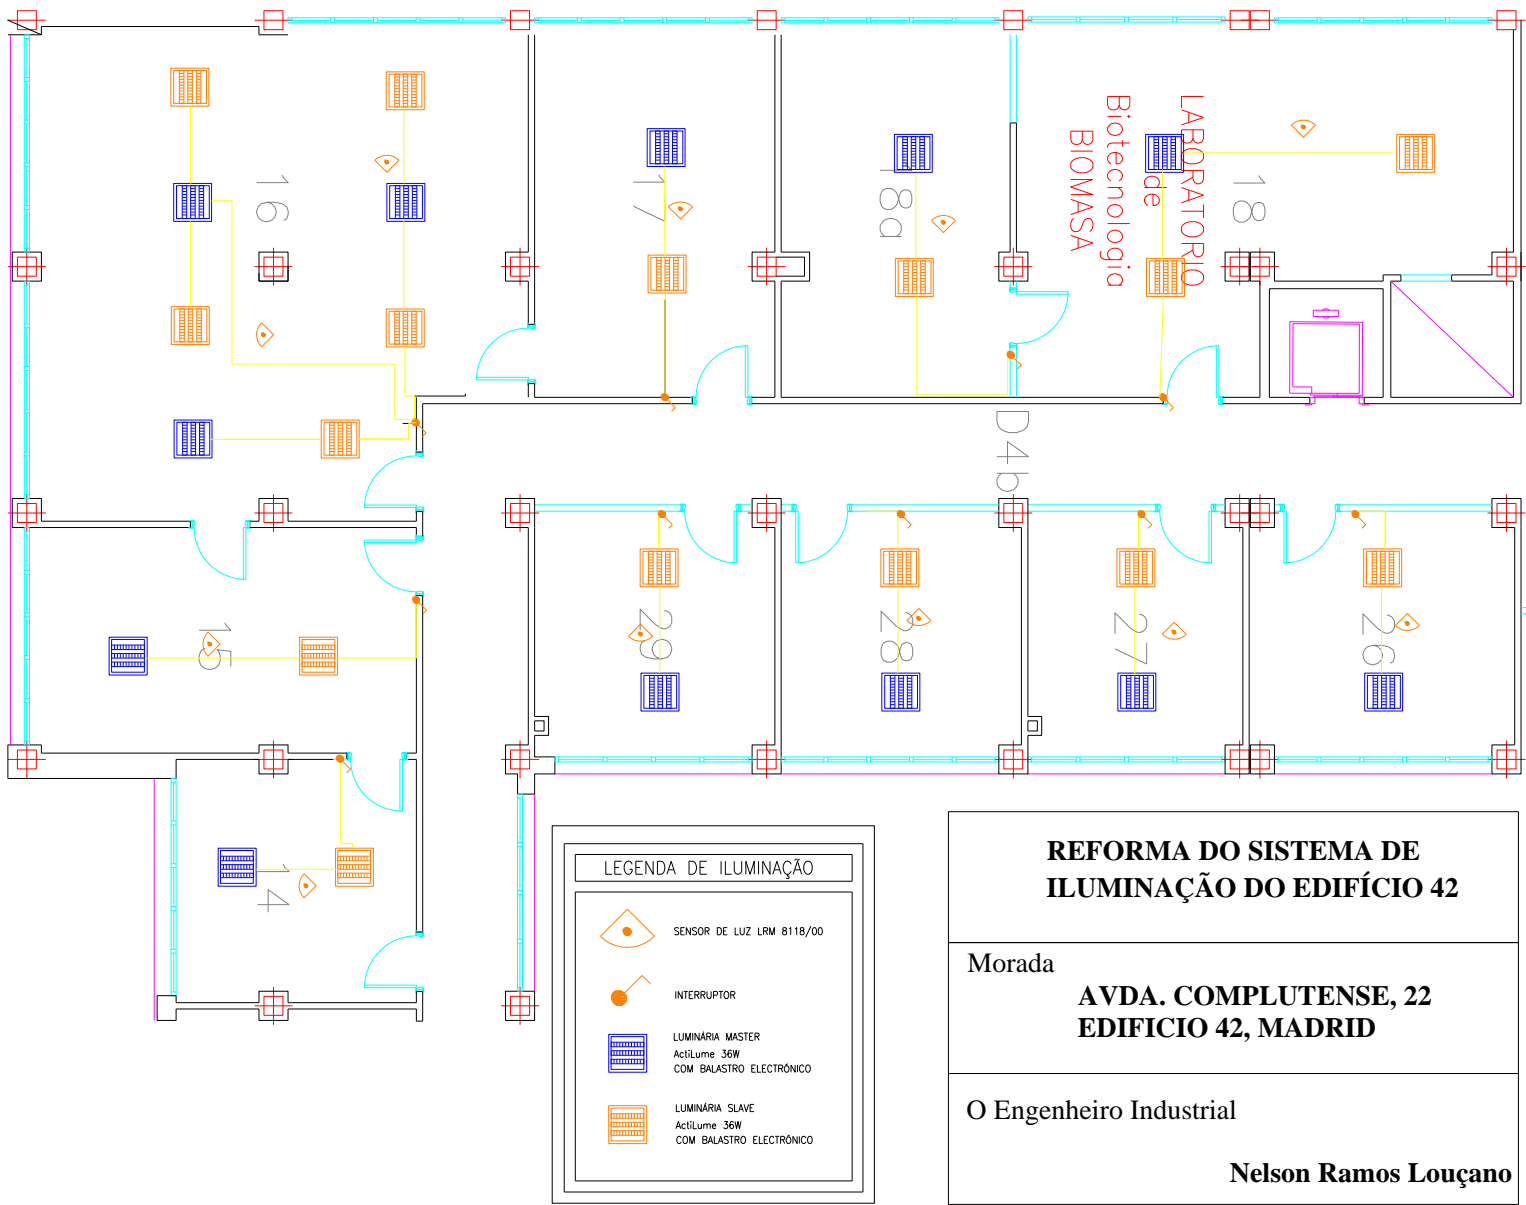 16
17
18a
LABORATORIO
de
Biotecnologia
BIOMASA
18
D4b
15
29
28
27
26
14
LEGENDA DE ILUMINAÇÃO
SENSOR DE LUZ LRM 8118/00
INTERRUPTOR
LUMINÁRIA MASTER
ActiLume 36W
COM BALASTRO ELECTRÓNICO
LUMINÁRIA SLAVE
ActiLume 36W
COM BALASTRO ELECTRÓNICO
REFORMA DO SISTEMA DE
ILUMINAÇÃO DO EDIFÍCIO 42
Morada
AVDA. COMPLUTENSE, 22
EDIFICIO 42, MADRID
O Engenheiro Industrial
Nelson Ramos Louçano